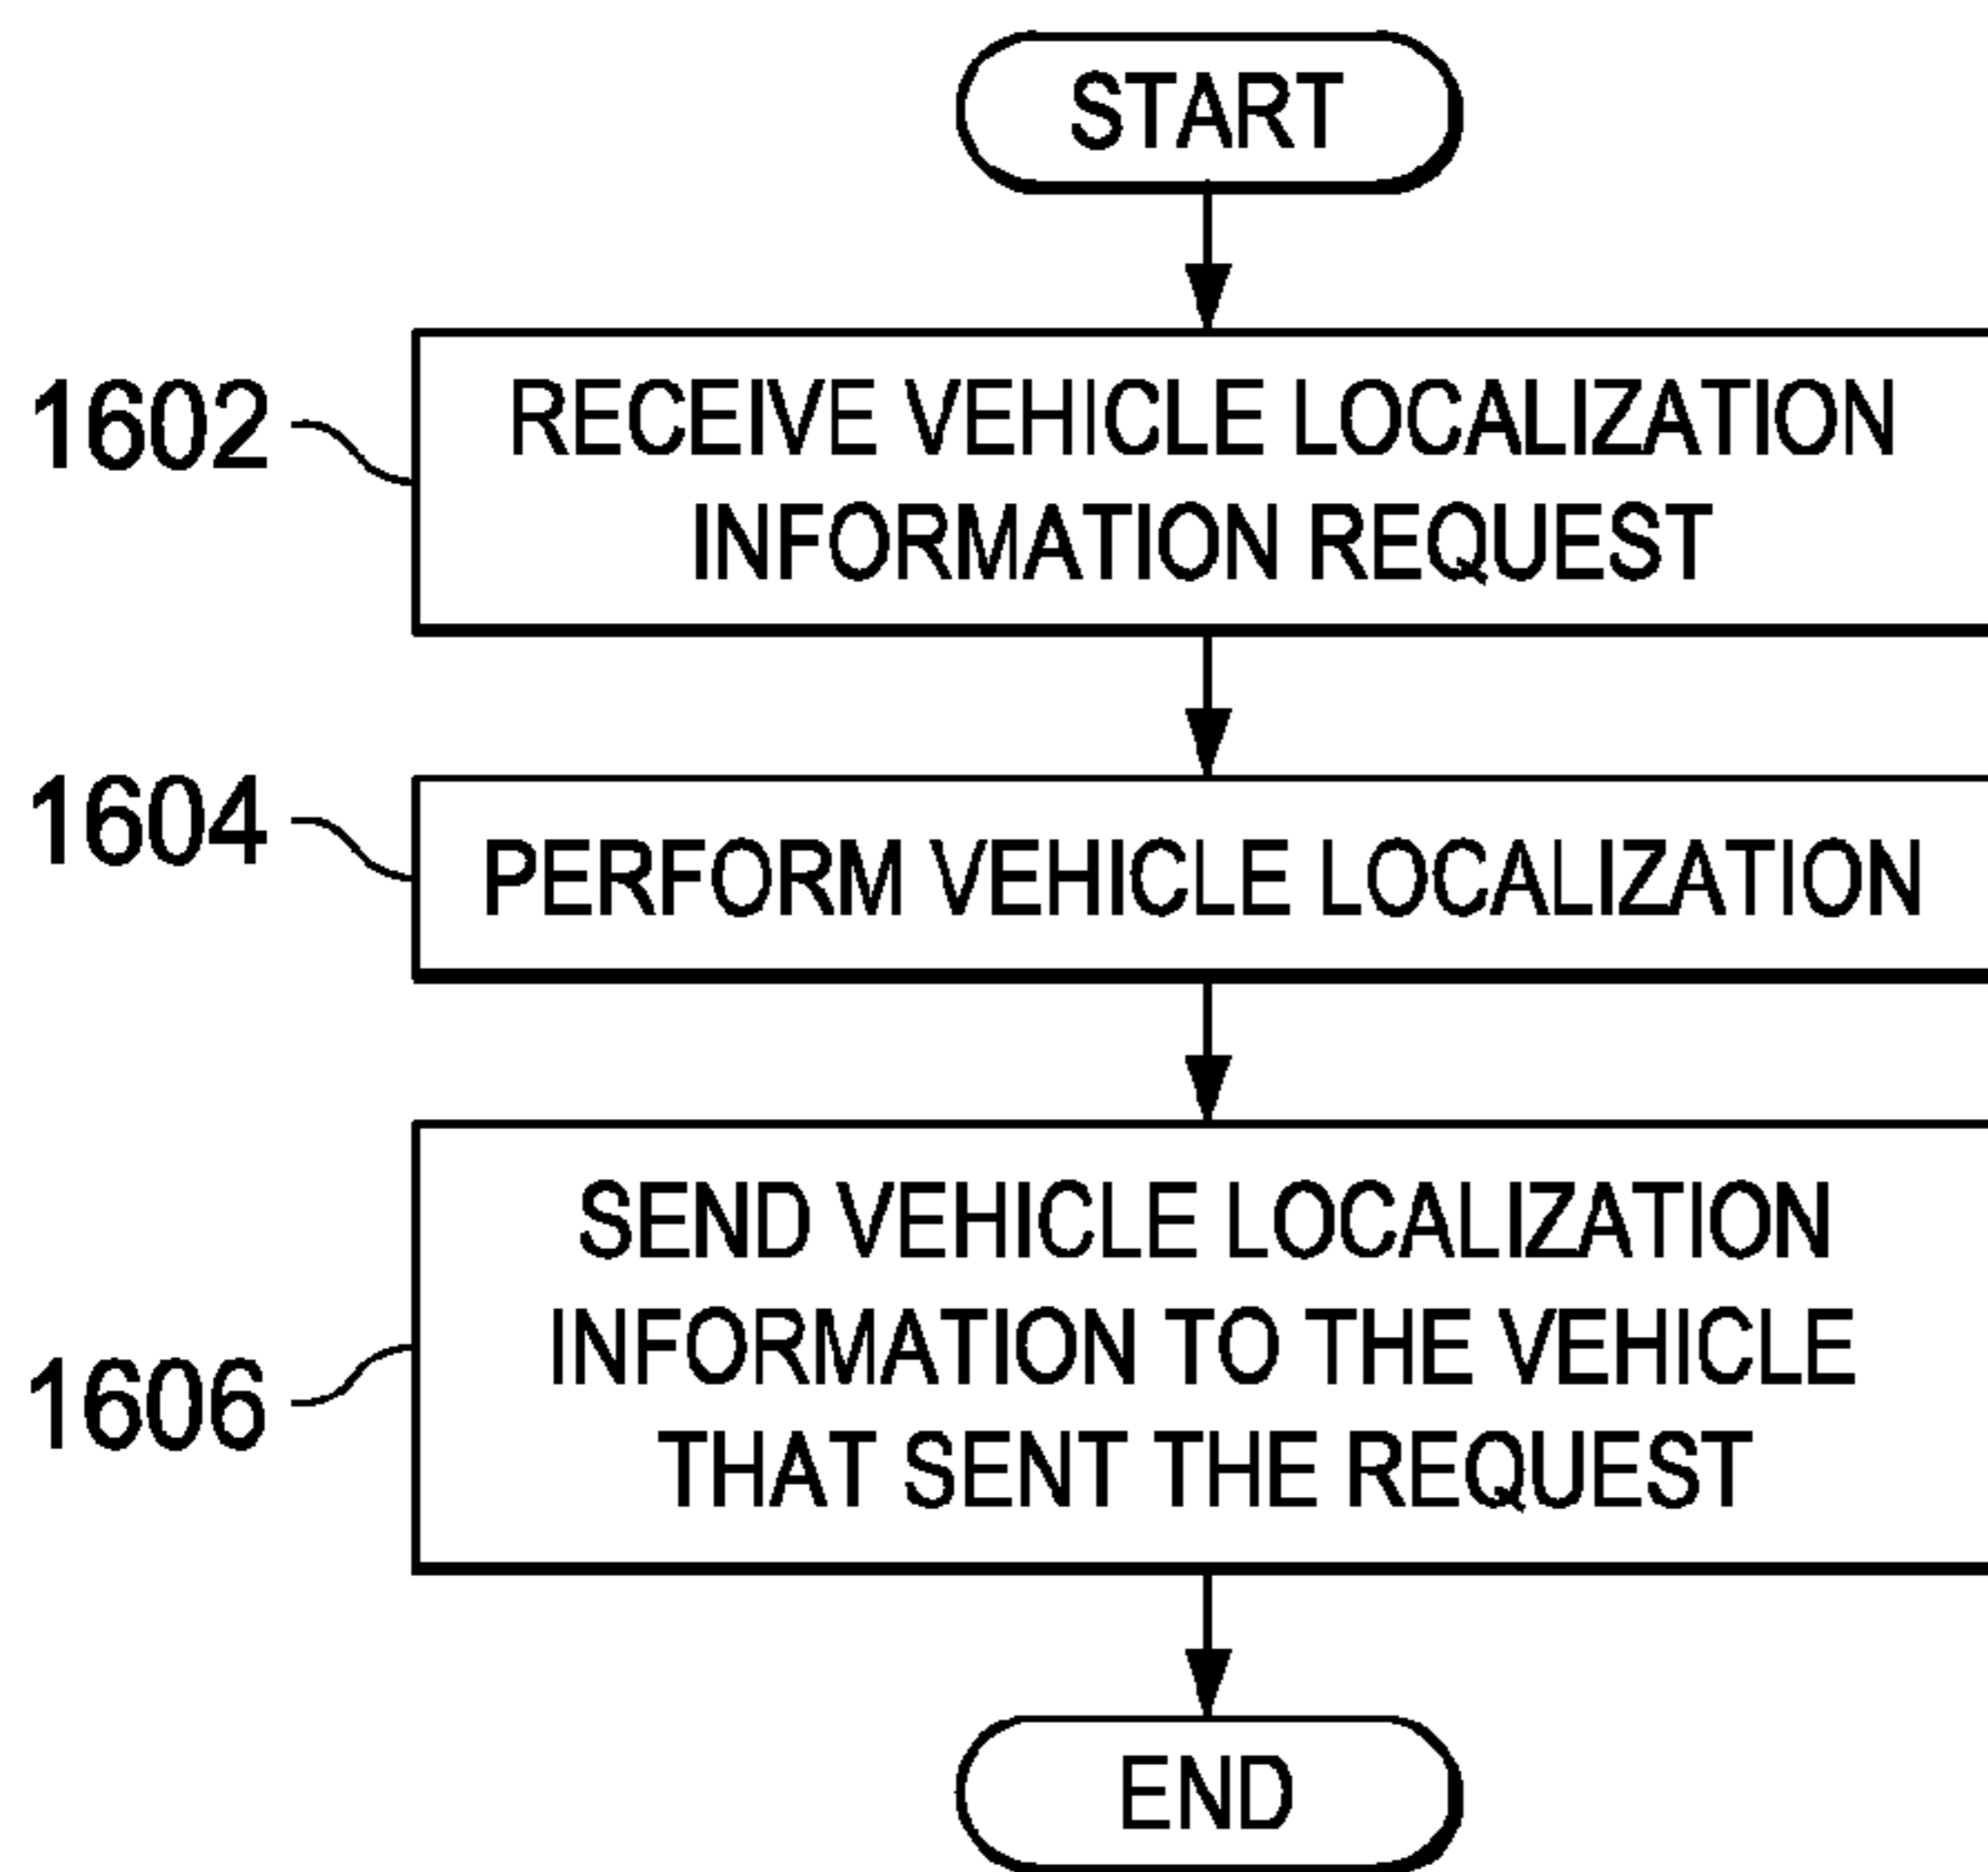 START
1602
RECEIVE VEHICLE LOCALIZATION
INFORMATION REQUEST
1604
PERFORM VEHICLE LOCALIZATION
SEND VEHICLE LOCALIZATION
INFORMATION TO THE VEHICLE
1606
THAT SENT THE REQUEST
END